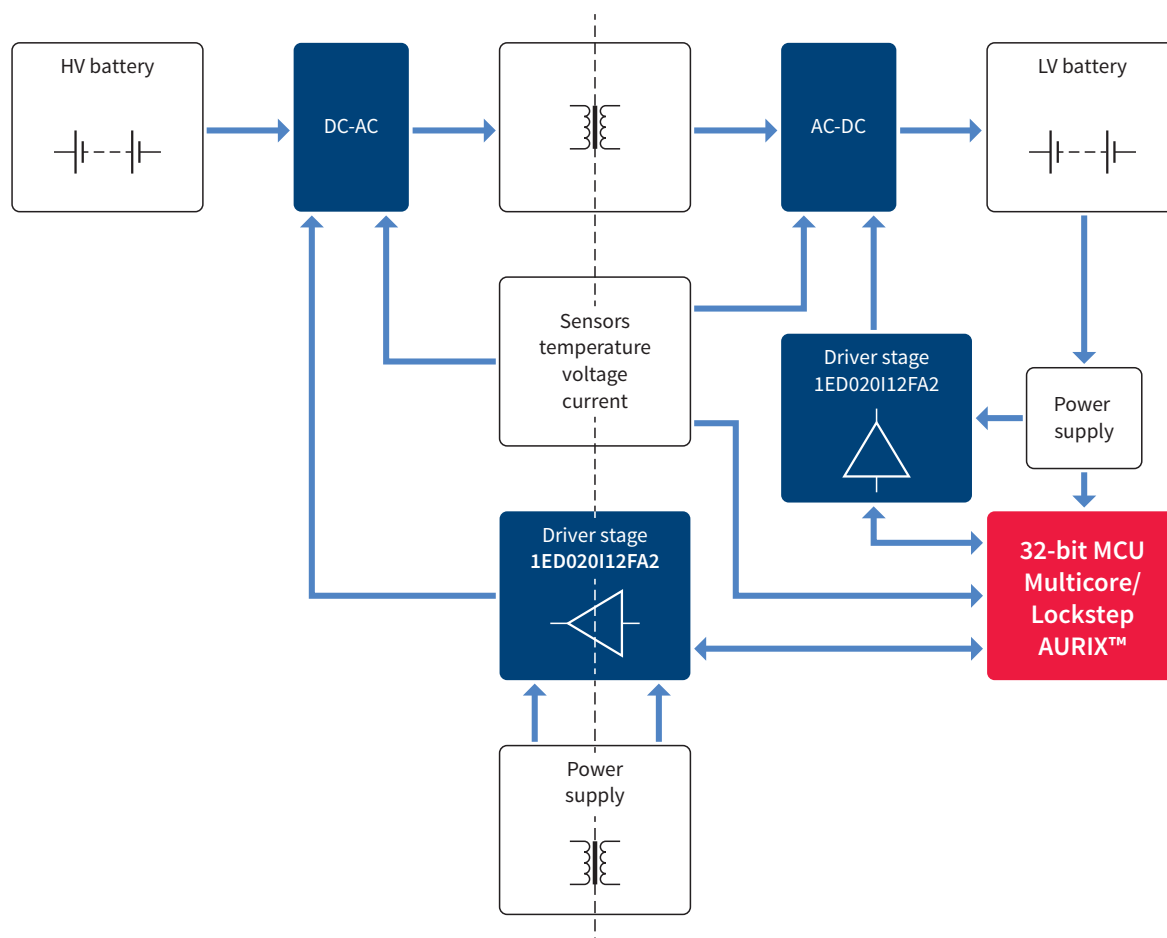 HV battery
DC-AC
AC-DC
LV battery
Sensors
temperature
voltage
current
Driver stage
1ED020I12FA2
Power
supply
Driver stage
1ED020I12FA2
32-bit MCU
Multicore/
Lockstep
AURIX™
Power
supply